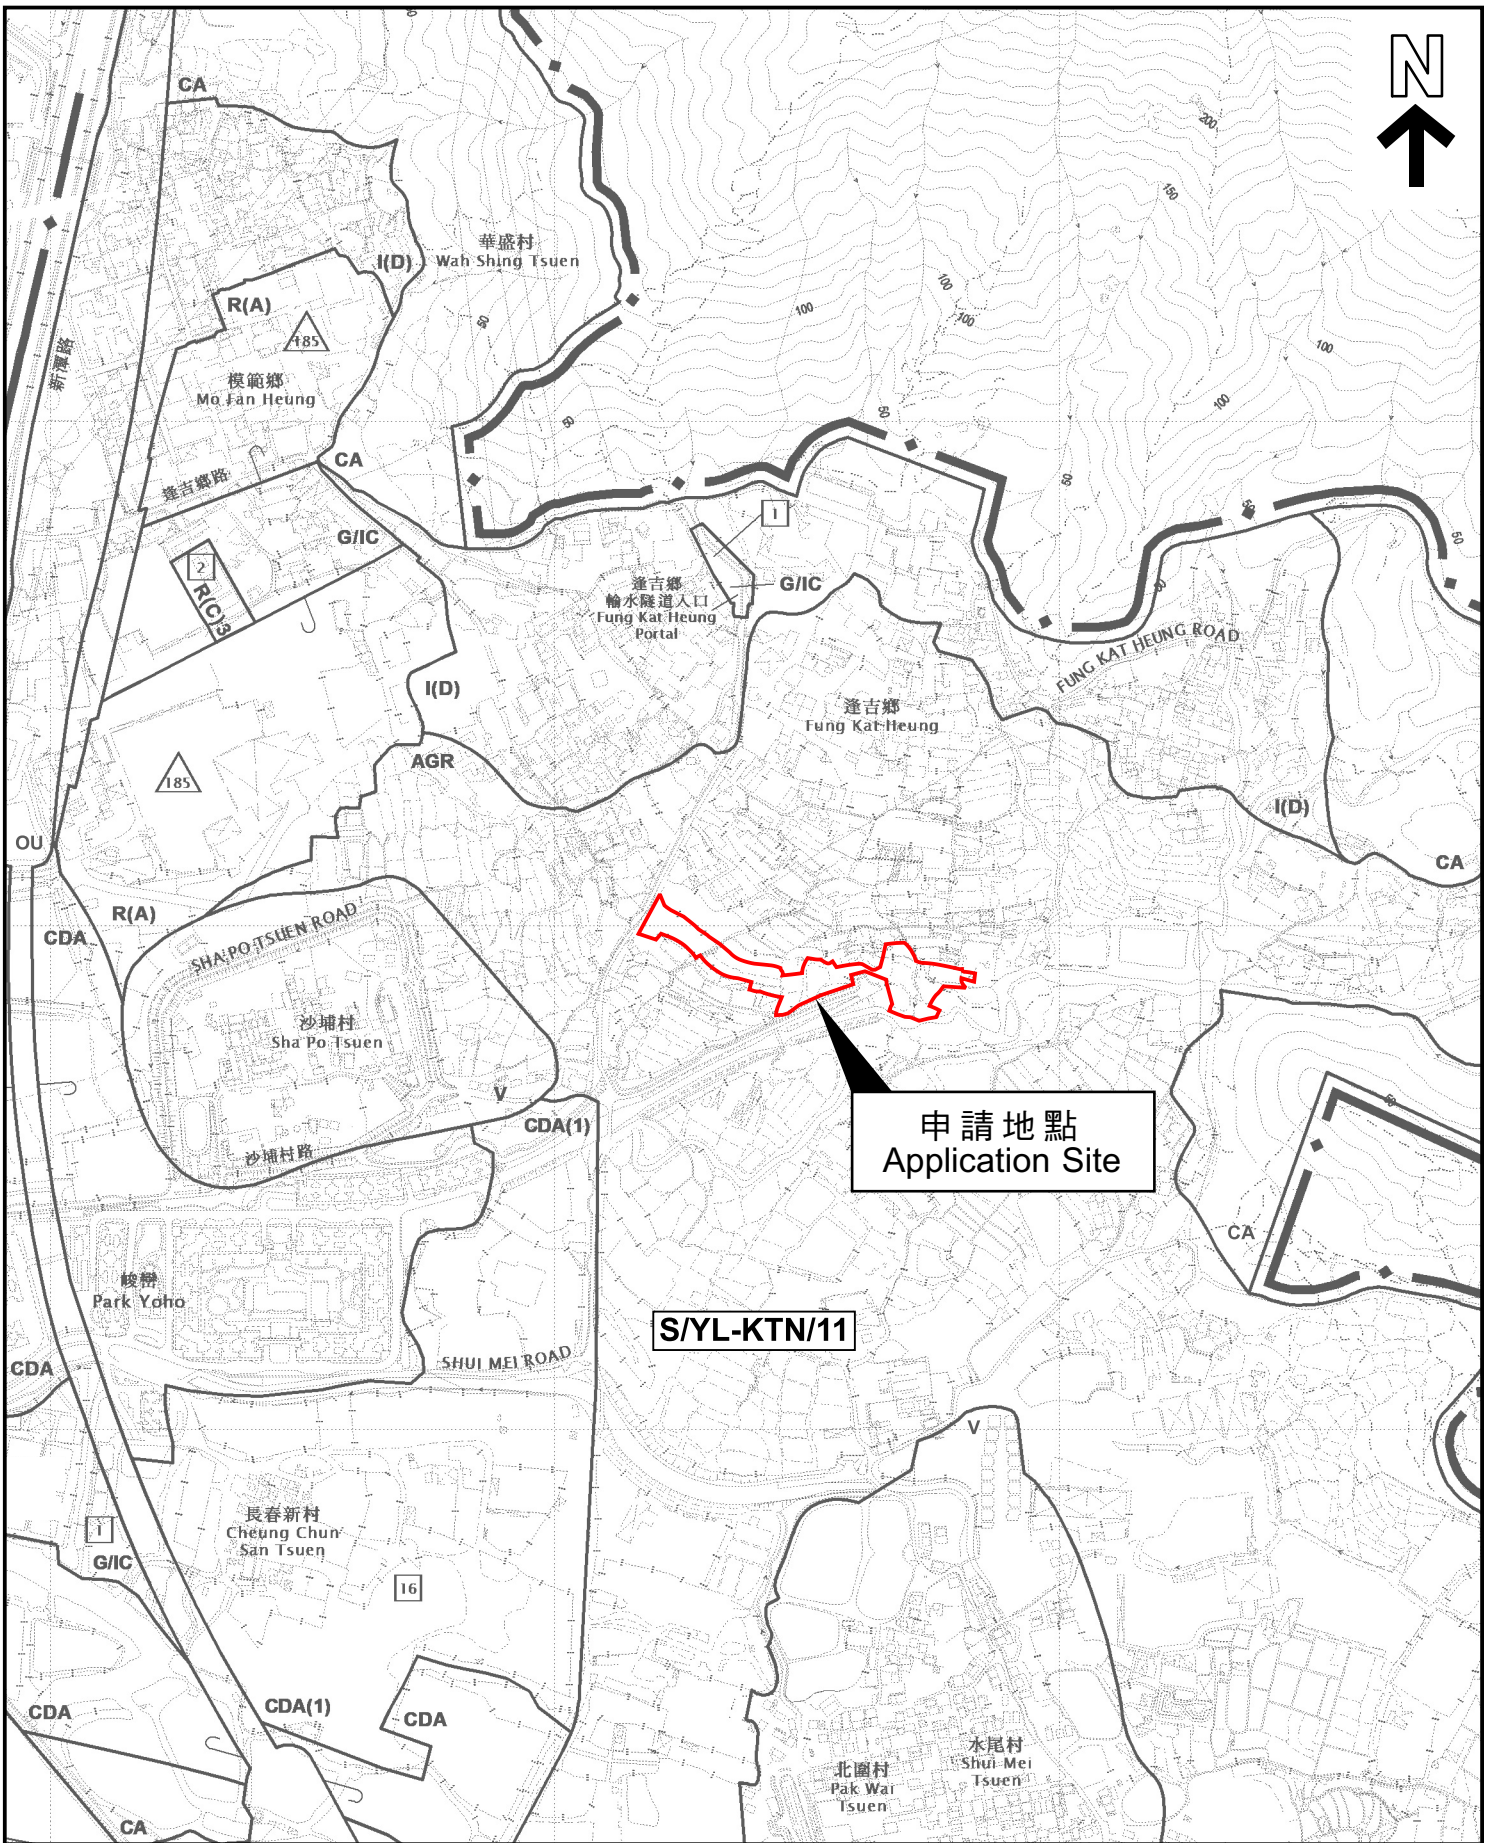 N
CA
200
150
華盛村
Wah Shing Tsuen
I(D)
R(A)
185
100
100
100
50
100
新潭路
模範鄉
Mo Fan Heung
50
50
100
CA
逢吉鄉路
50
50
50
1
G/IC
2
R(C)3
逢吉鄉
輸水隧道入口
Fung Kat Heung
Portal
G/IC
50
FUNG KAT HEUNG ROAD
I(D)
逢吉鄉
Fung Kat Heung
AGR
185
I(D)
OU
CA
R(A)
CDA
SHA PO TSUEN ROAD
沙埔村
Sha Po Tsuen
V
CDA(1)
沙埔村路
申請地點
Application Site
CA
峻巒
Park Yoho
S/YL-KTN/11
SHUI MEI ROAD
CDA
V
長春新村
Cheung Chun
San Tsuen
1
G/IC
16
CDA
CDA(1)
CDA
水尾村
Shui Mei
Tsuen
北圍村
Pak Wai
Tsuen
CA